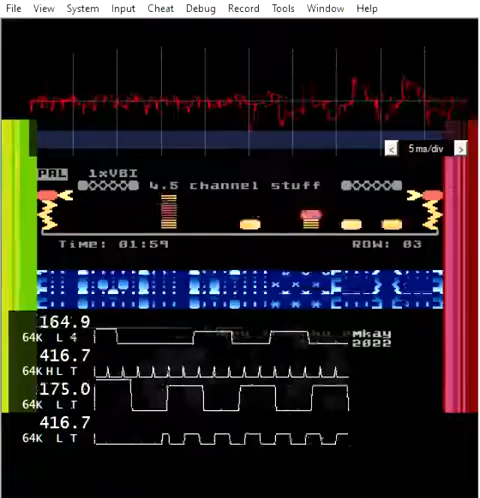 File View System Input Cheat Debug Record Tools Window Help
< 5 ms/div >
PAL 1xVBI
4.5 channel stuff
Time: 01:59 ROW: 03
164.9
64K L 4
Mkay
2022
416.7
64K H L T
175.0
64K L T
416.7
64K L T